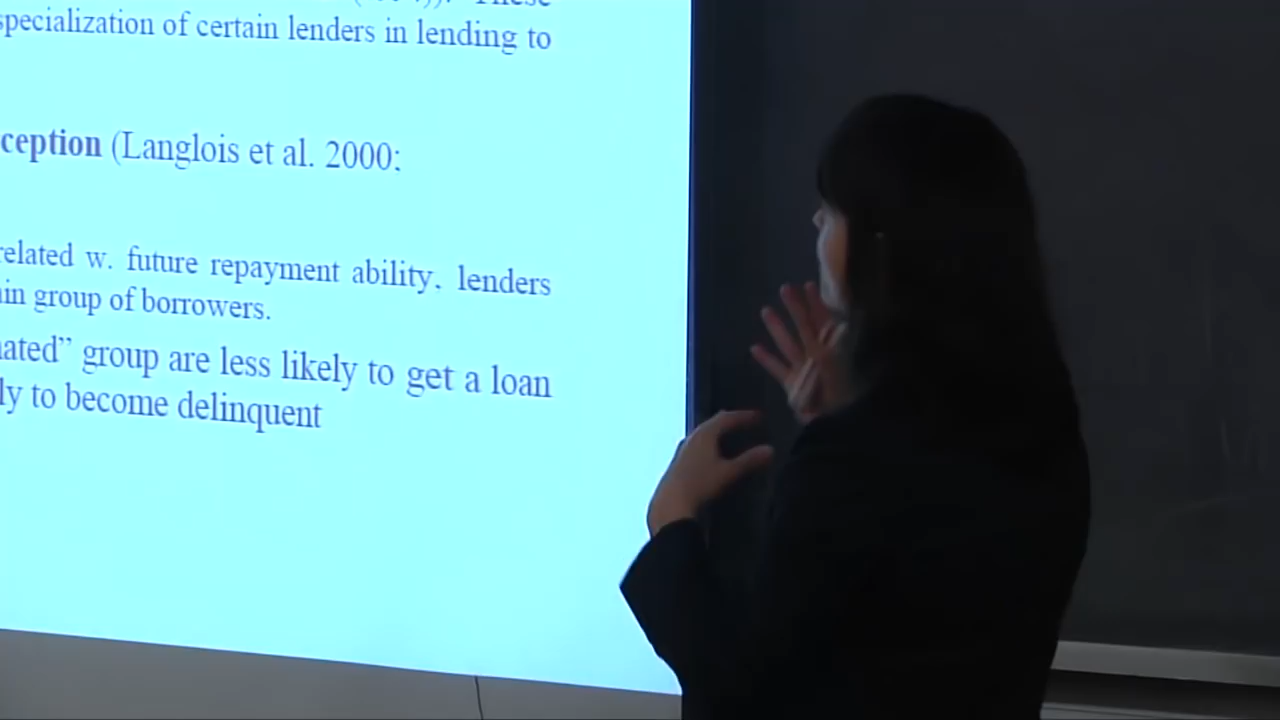 specialization of certain lenders in lending to
ception (Langlois et al. 2000;
related w. future repayment ability, lenders
in group of borrowers.
ated” group are less likely to get a loan
ly to become delinquent